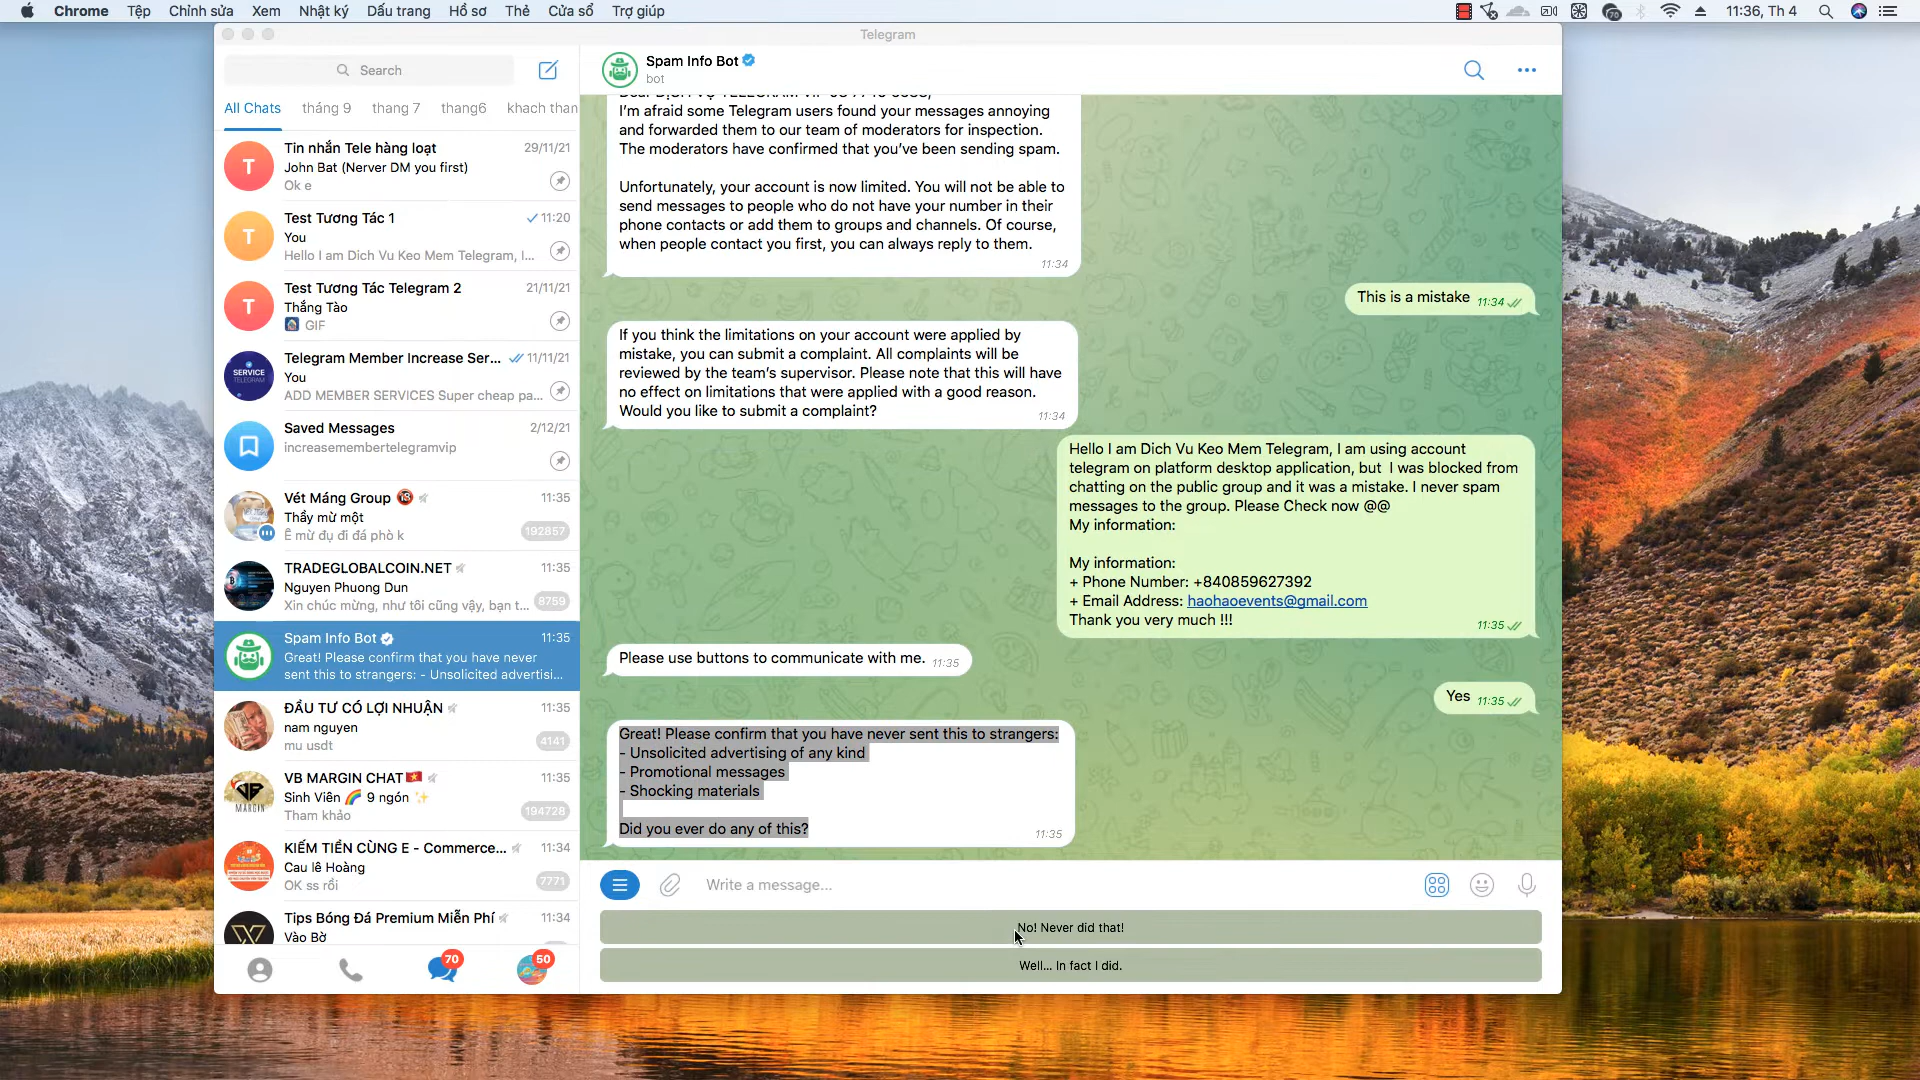 Chrome Tệp Chỉnh sửa Xem Nhật ký Dấu trang Hồ sơ Thẻ Cửa sổ Trợ giúp
70
11:36, Th 4
Telegram
Search
All Chats tháng 9 thang 7 thang6 khach than
T
Tin nhắn Tele hàng loạt 29/11/21
John Bat (Nerver DM you first)
Ok e
T
Test Tương Tác 1 11:20
You
Hello I am Dich Vu Keo Mem Telegram, I...
T
Test Tương Tác Telegram 2 21/11/21
Thắng Tào
GIF
SERVICE
TELEGRAM
Telegram Member Increase Ser... 11/11/21
You
ADD MEMBER SERVICES Super cheap pa...
Saved Messages 2/12/21
increasemembertelegramvip
Vét Máng Group 🔞 11:35
Thầy mừ một
Ê mừ đụ đi đá phò k 192857
TRADEGLOBALCOIN.NET 11:35
Nguyen Phuong Dun
Xin chúc mừng, như tôi cũng vậy, bạn t... 8759
Spam Info Bot 11:35
Great! Please confirm that you have never
sent this to strangers: - Unsolicited advertisi...
ĐẦU TƯ CÓ LỢI NHUẬN 11:35
nam nguyen
mu usdt 4141
MARGIN
VB MARGIN CHAT🇻🇳 11:35
Sinh Viên 🌈 9 ngón ✨
Tham khảo 194728
KIẾM TIỀN CÙNG E - Commerce... 11:34
Cau lê Hoàng
OK ss rồi 7771
Tips Bóng Đá Premium Miễn Phí 11:34
Vào Bờ
70
50
Spam Info Bot
bot
Dear DỊCH VỤ TELEGRAM VIP
I'm afraid some Telegram users found your messages annoying
and forwarded them to our team of moderators for inspection.
The moderators have confirmed that you've been sending spam.
Unfortunately, your account is now limited. You will not be able to
send messages to people who do not have your number in their
phone contacts or add them to groups and channels. Of course,
when people contact you first, you can always reply to them.
11:34
This is a mistake 11:34
If you think the limitations on your account were applied by
mistake, you can submit a complaint. All complaints will be
reviewed by the team's supervisor. Please note that this will have
no effect on limitations that were applied with a good reason.
Would you like to submit a complaint? 11:34
Hello I am Dich Vu Keo Mem Telegram, I am using account
telegram on platform desktop application, but I was blocked from
chatting on the public group and it was a mistake. I never spam
messages to the group. Please Check now @@
My information:
My information:
+ Phone Number: +840859627392
+ Email Address: haohaoevents@gmail.com
Thank you very much !!! 11:35
Please use buttons to communicate with me. 11:35
Yes 11:35
Great! Please confirm that you have never sent this to strangers:
- Unsolicited advertising of any kind
- Promotional messages
- Shocking materials
Did you ever do any of this? 11:35
Write a message...
No! Never did that!
Well... In fact I did.